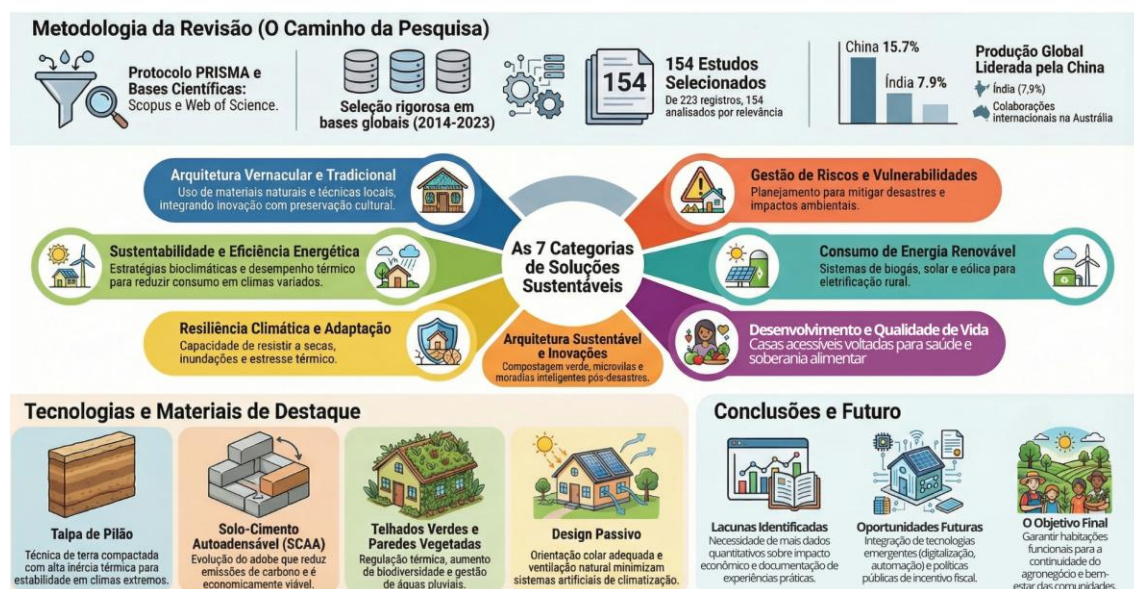 Metodologia da Revisão (O Caminho da Pesquisa)
Protocolo PRISMA e
Bases Científicas:
Scopus e Web of Science.
Seleção rigorosa em
bases globais (2014-2023)
154
154 Estudos
Selecionados
De 223 registros, 154
analisados por relevância
China 15.7%
Índia 7.9%
Produção Global
Liderada pela China
Índia (7,9%)
Colaborações
internacionais na Austrália
Arquitetura Vernacular e Tradicional
Uso de materiais naturais e técnicas locais,
integrando inovação com preservação cultural.
Sustentabilidade e Eficiência Energética
Estratégias bioclimáticas e desempenho térmico
para reduzir consumo em climas variados.
Resiliência Climática e Adaptação
Capacidade de resistir a secas,
inundações e estresse térmico.
As 7 Categorias
de Soluções
Sustentáveis
Arquitetura Sustentável
e Inovações
Compostagem verde, microvilas e
moradias inteligentes pós-desastres.
Gestão de Riscos e Vulnerabilidades
Planejamento para mitigar desastres e
impactos ambientais.
Consumo de Energia Renovável
Sistemas de biogás, solar e eólica para
eletrificação rural.
Desenvolvimento e Qualidade de Vida
Casas acessíveis voltadas para saúde e
soberania alimentar
Tecnologias e Materiais de Destaque
Taipa de Pilão
Técnica de terra compactada
com alta inércia térmica para
estabilidade em climas extremos.
Solo-Cimento
Autoadensável (SCAA)
Evolução do adobe que reduz
emissões de carbono e é
economicamente viável.
Telhados Verdes e
Paredes Vegetadas
Regulação térmica, aumento
de biodiversidade e gestão
de águas pluviais.
Design Passivo
Orientação colar adequada e
ventilação natural minimizam
sistemas artificiais de climatização.
Conclusões e Futuro
Lacunas Identificadas
Necessidade de mais dados
quantitativos sobre impacto
econômico e documentação de
experiências práticas.
Oportunidades Futuras
Integração de tecnologias
emergentes (digitalização,
automação) e políticas
públicas de incentivo fiscal.
O Objetivo Final
Garantir habitações
funcionais para a
continuidade do
agronegócio e bem-
estar das comunidades.